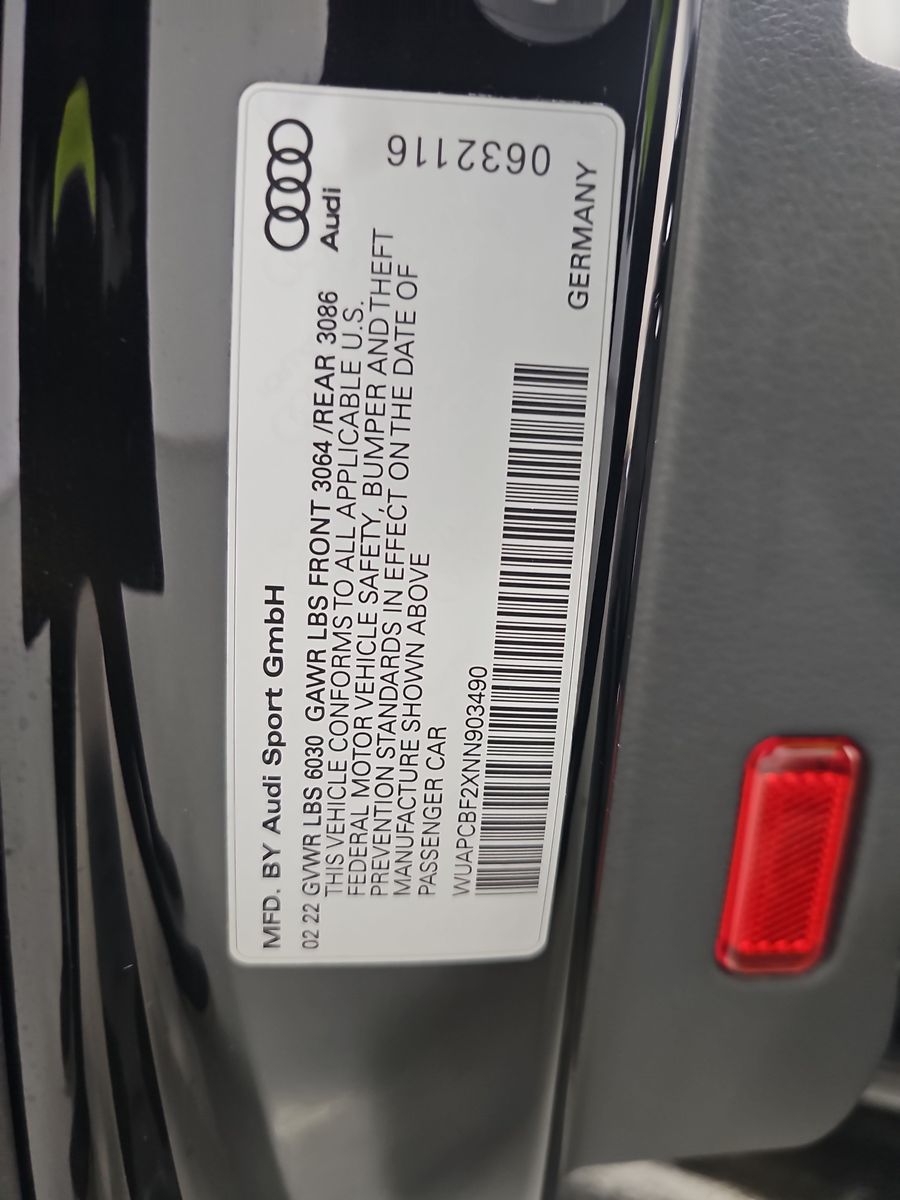 MFD. BY Audi Sport GmbH
Audi
02 22 GVWR LBS 6030 GAWR LBS FRONT 3064 /REAR 3086
THIS VEHICLE CONFORMS TO ALL APPLICABLE U.S.
FEDERAL MOTOR VEHICLE SAFETY, BUMPER AND THEFT
PREVENTION STANDARDS IN EFFECT ON THE DATE OF
MANUFACTURE SHOWN ABOVE
PASSENGER CAR
WUAPCBF2XNN903490
0632116
GERMANY